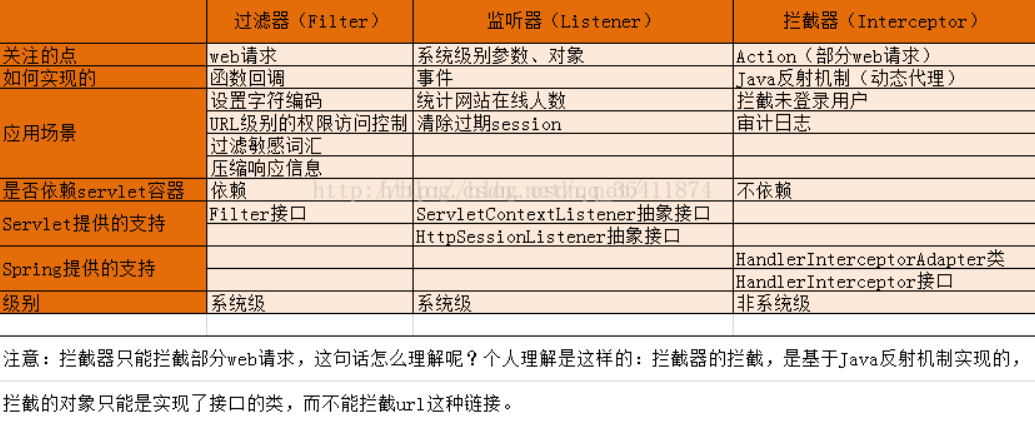 过滤器（Filter） 监听器（Listener） 拦截器（Interceptor）
关注的点 web请求 系统级别参数、对象 Action（部分web请求）
如何实现的 函数回调 事件 Java反射机制（动态代理）
应用场景 设置字符编码 统计网站在线人数 拦截未登录用户
URL级别的权限访问控制 清除过期session 审计日志
过滤敏感词汇
压缩响应信息
是否依赖servlet容器 依赖 不依赖
Servlet提供的支持 Filter接口 ServletContextListener抽象接口
HttpSessionListener抽象接口
Spring提供的支持 HandlerInterceptorAdapter类
HandlerInterceptor接口
级别 系统级 系统级 非系统级
注意：拦截器只能拦截部分web请求，这句话怎么理解呢？个人理解是这样的：拦截器的拦截，是基于Java反射机制实现的，
拦截的对象只能是实现了接口的类，而不能拦截url这种链接。